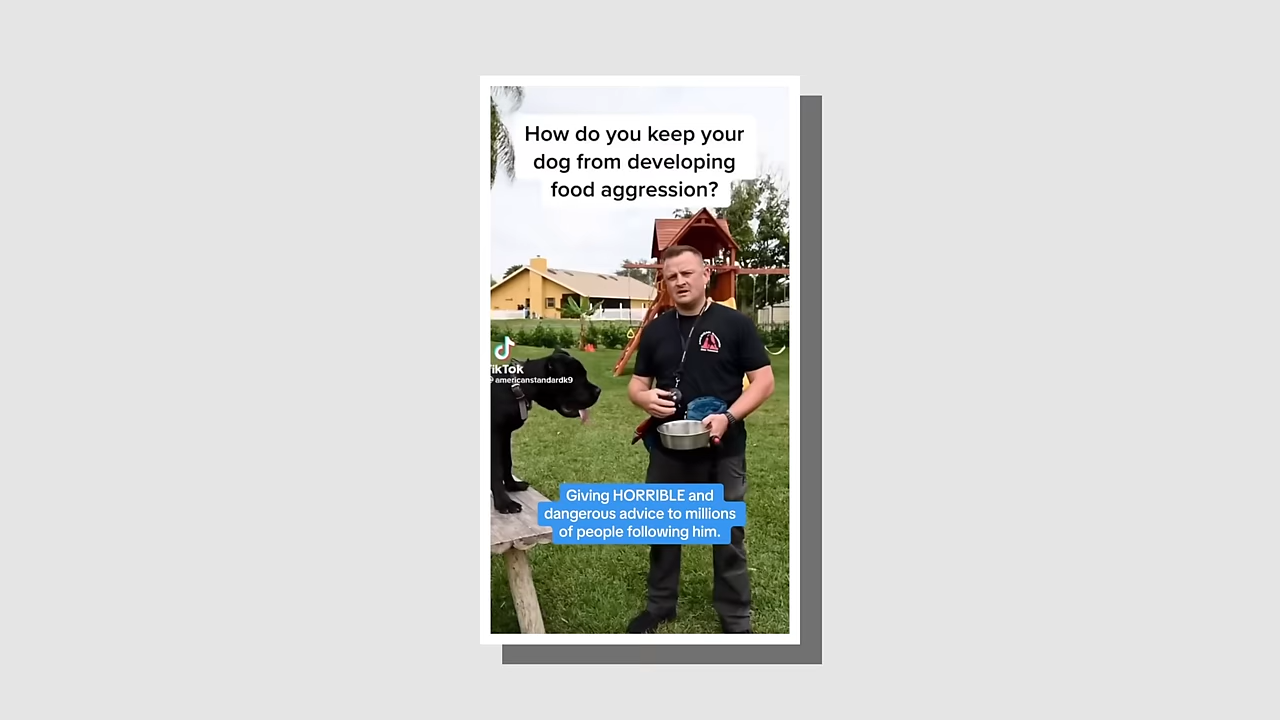 How do you keep your
dog from developing
food aggression?
TikTok
@americanstandardk9
Giving HORRIBLE and
dangerous advice to millions
of people following him.